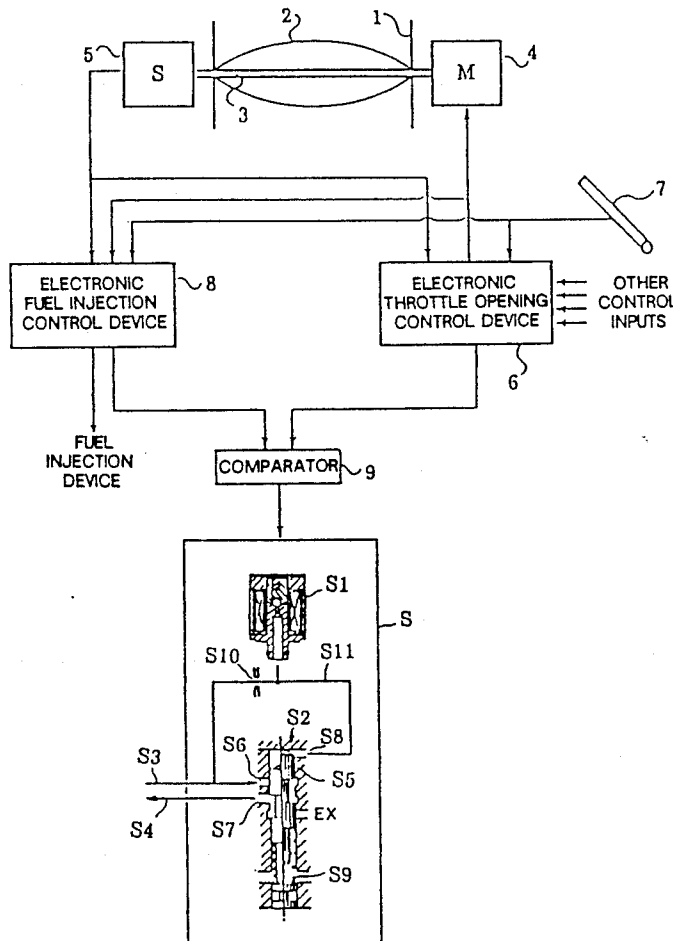 2
1
5
S
3
M
4
7
ELECTRONIC
FUEL INJECTION
CONTROL DEVICE
8
ELECTRONIC
THROTTLE OPENING
CONTROL DEVICE
OTHER
CONTROL
INPUTS
6
FUEL
INJECTION
DEVICE
COMPARATOR
9
S1
S
S10
S11
S2
S8
S6
S3
S5
S4
S7
EX
S9